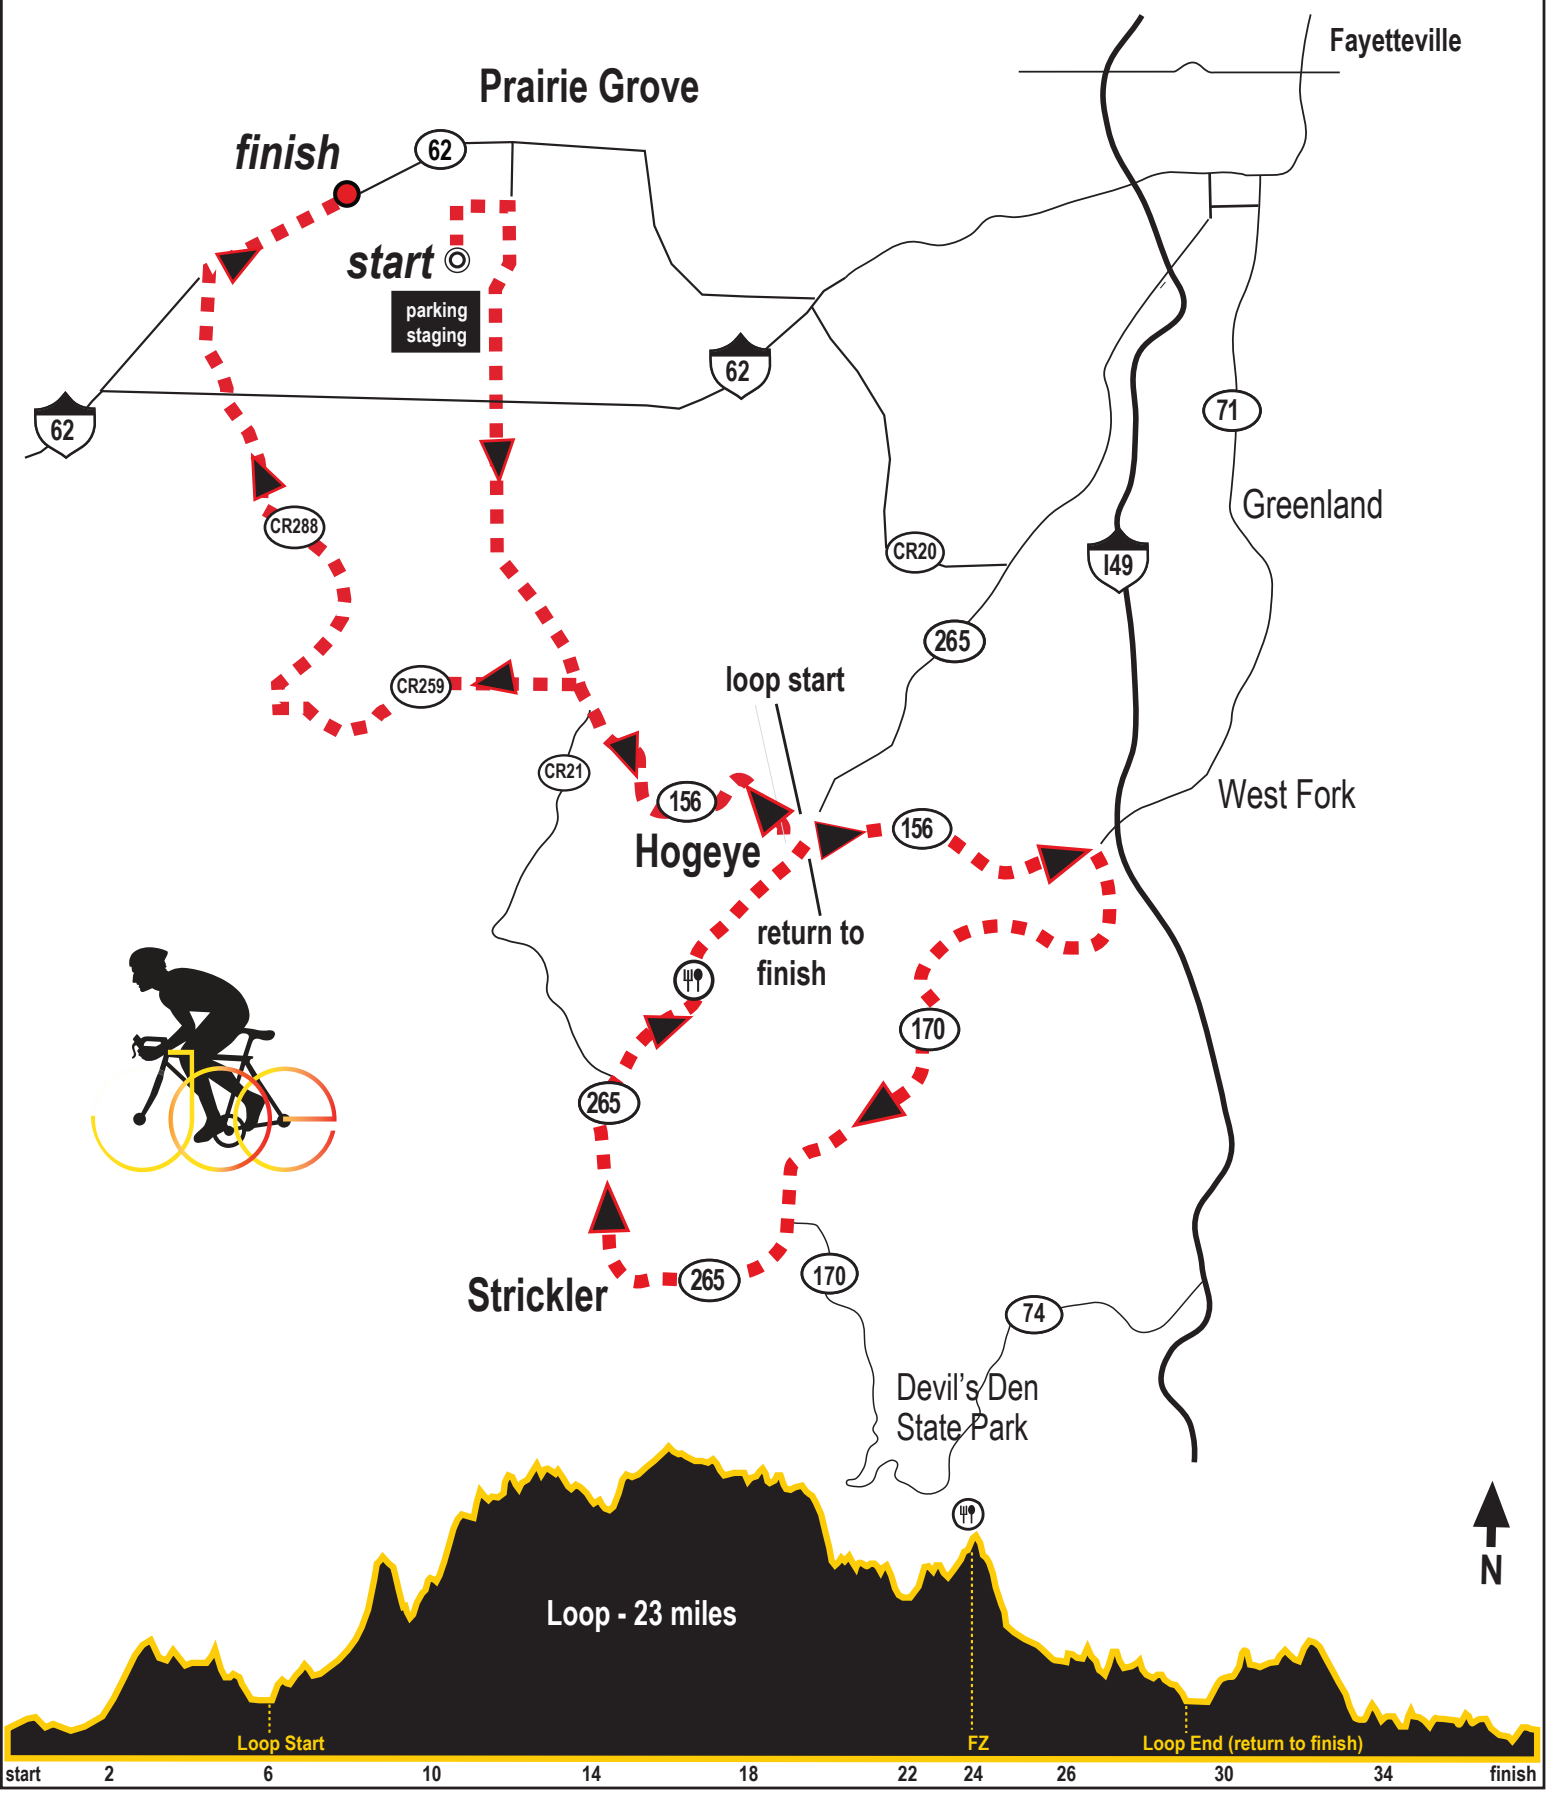 Fayetteville
Prairie Grove
finish
62
start
parking
staging
62
62
71
Greenland
CR288
CR20
I49
265
loop start
CR259
CR21
156
Hogeye
156
West Fork
return to
finish
170
265
Strickler
265
170
74
Devil's Den
State Park
N
Loop - 23 miles
Loop Start
FZ
Loop End (return to finish)
start 2 6 10 14 18 22 24 26 30 34 finish